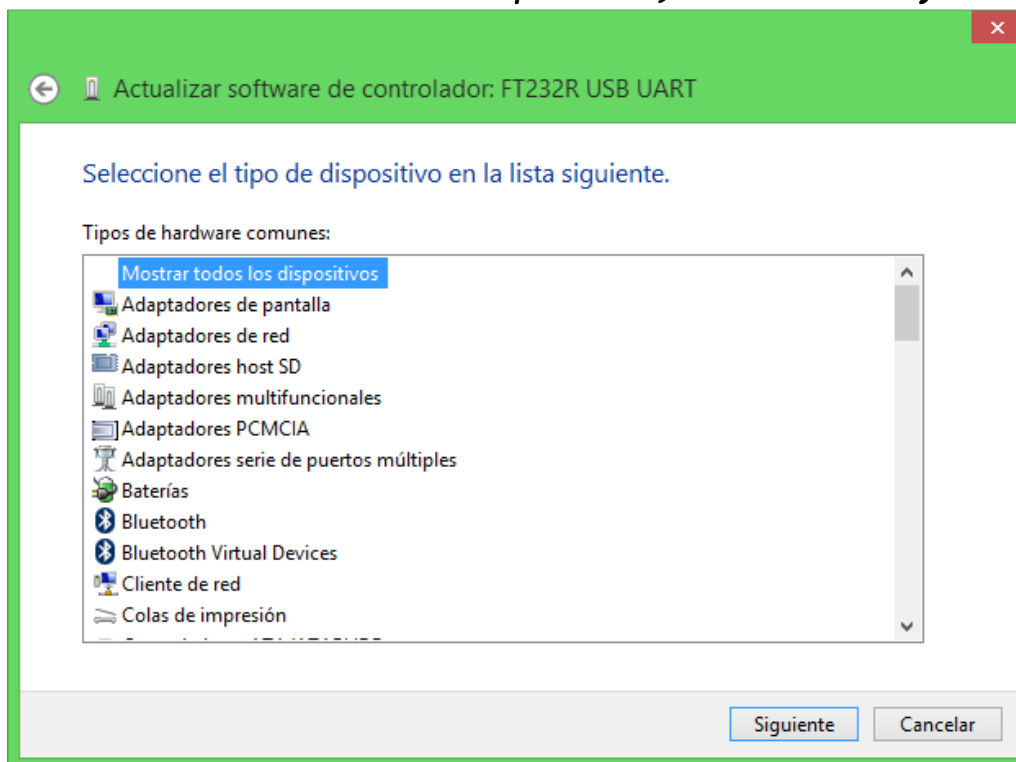 Actualizar software de controlador: FT232R USB UART
Seleccione el tipo de dispositivo en la lista siguiente.
Tipos de hardware comunes:
Mostrar todos los dispositivos
Adaptadores de pantalla
Adaptadores de red
Adaptadores host SD
Adaptadores multifuncionales
Adaptadores PCMCIA
Adaptadores serie de puertos múltiples
Baterías
Bluetooth
Bluetooth Virtual Devices
Cliente de red
Colas de impresión
Siguiente
Cancelar